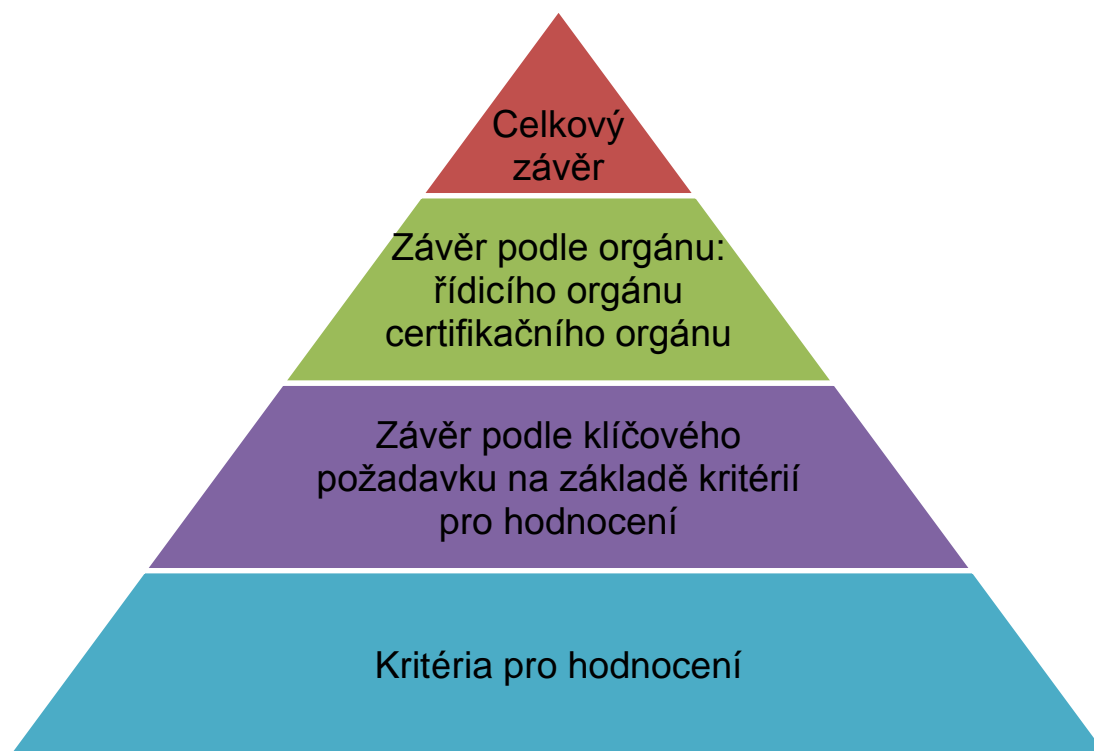 Celkový
závěr
Závěr podle orgánu:
řídicího orgánu
certifikačního orgánu
Závěr podle klíčového
požadavku na základě kritérií
pro hodnocení
Kritéria pro hodnocení